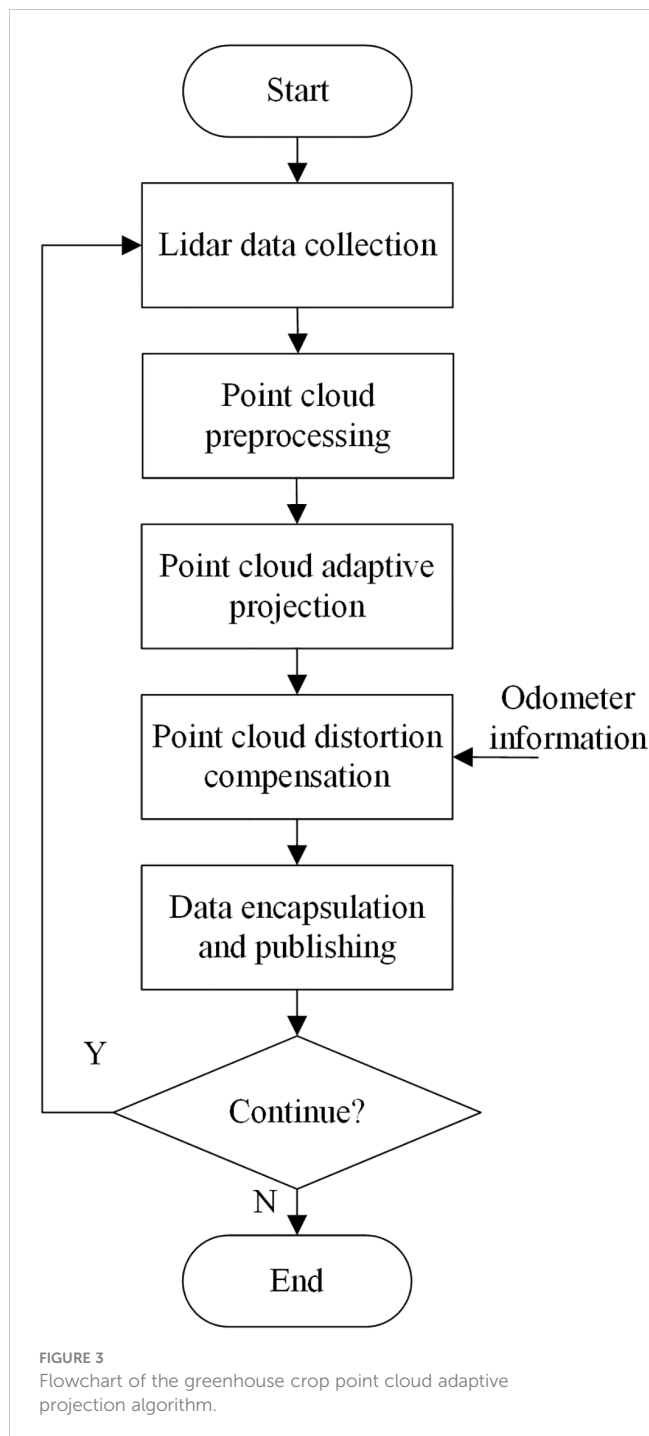 Start
Lidar data collection
Point cloud
preprocessing
Point cloud adaptive
projection
Odometer
information
Point cloud distortion
compensation
Data encapsulation
and publishing
Y
Continue?
N
End
FIGURE 3
Flowchart of the greenhouse crop point cloud adaptive
projection algorithm.